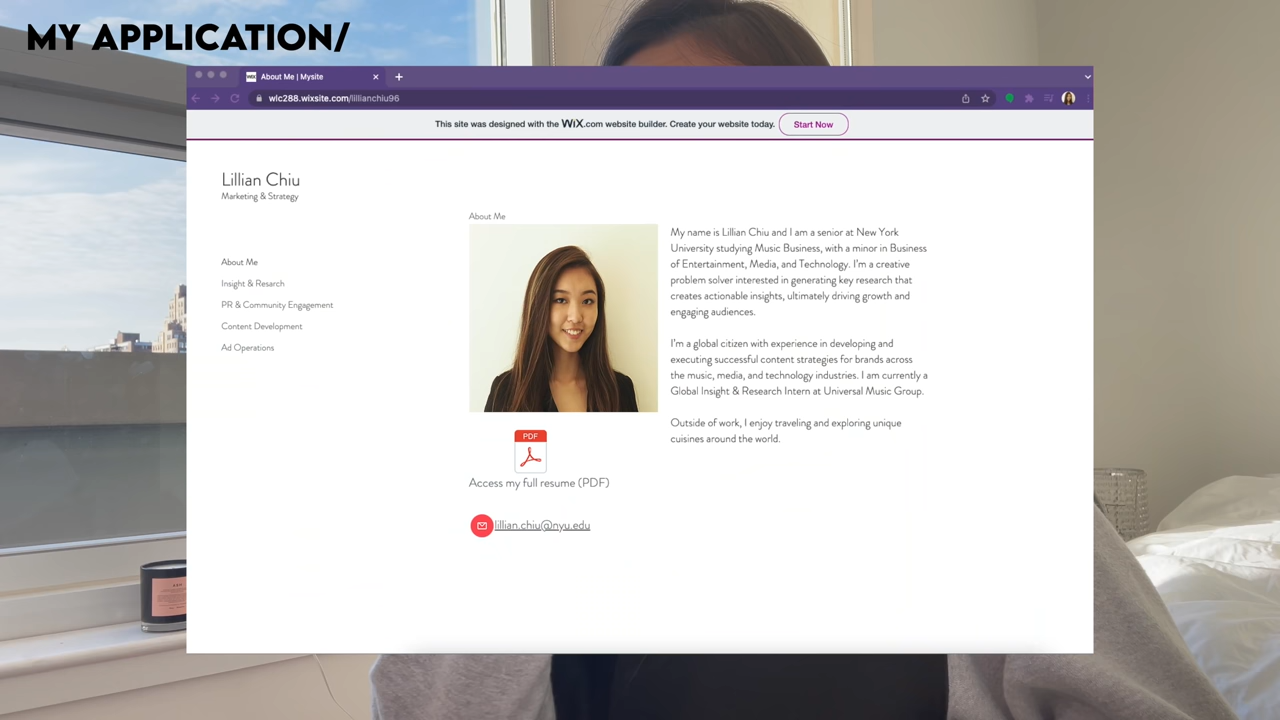 MY APPLICATION/
About Me | Mysite
wlc288.wixsite.com/lillianchiu96
This site was designed with the WiX.com website builder. Create your website today.
Start Now
Lillian Chiu
Marketing & Strategy
About Me
Insight & Resarch
PR & Community Engagement
Content Development
Ad Operations
About Me
My name is Lillian Chiu and I am a senior at New York
University studying Music Business, with a minor in Business
of Entertainment, Media, and Technology. I'm a creative
problem solver interested in generating key research that
creates actionable insights, ultimately driving growth and
engaging audiences.
I'm a global citizen with experience in developing and
executing successful content strategies for brands across
the music, media, and technology industries. I am currently a
Global Insight & Research Intern at Universal Music Group.
Outside of work, I enjoy traveling and exploring unique
cuisines around the world.
PDF
Access my full resume (PDF)
lillian.chiu@nyu.edu